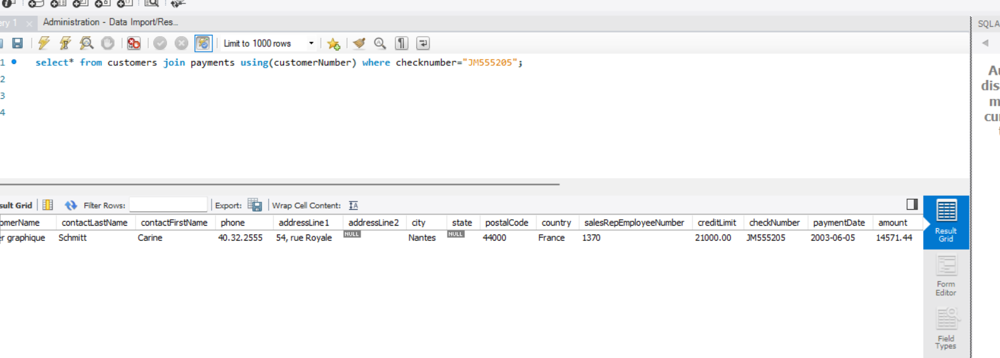 ery 1 × Administration - Data Import/Res...
SQLA
Limit to 1000 rows
1 select* from customers join payments using(customerNumber) where checknumber="JM555205";
2
3
4
Au
dis
m
cur
t
sult Grid Filter Rows: Export: Wrap Cell Content: IA
omerName contactLastName contactFirstName phone addressLine1 addressLine2 city state postalCode country salesRepEmployeeNumber creditLimit checkNumber paymentDate amount
er graphique Schmitt Carine 40.32.2555 54, rue Royale NULL Nantes NULL 44000 France 1370 21000.00 JM555205 2003-06-05 14571.44
Result
Grid
Form
Editor
Field
Types